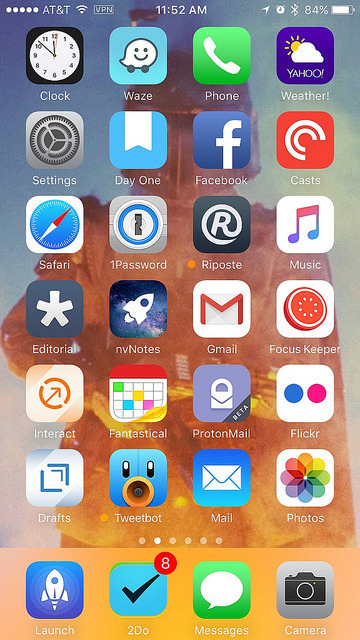 AT&T VPN 11:52 AM 84%
Clock Waze Phone YAHOO! Weather!
Settings Day One Facebook Casts
Safari 1Password Riposte Music
Editorial nvNotes Gmail Focus Keeper
Interact Fantastical BETA ProtonMail Flickr
Drafts Tweetbot Mail Photos
8
Launch 2Do Messages Camera